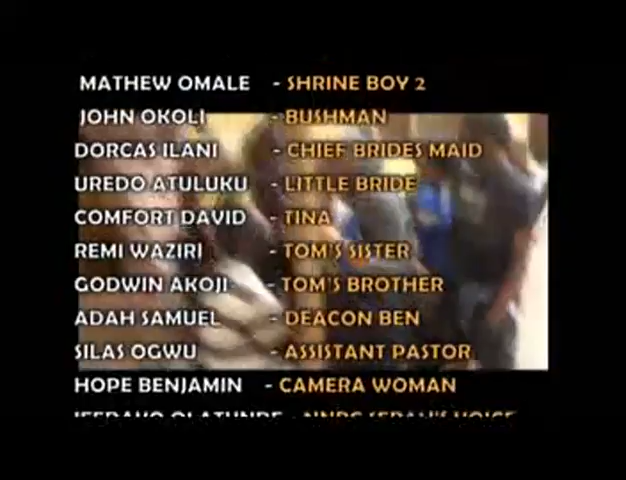 MATHEW OMALE - SHRINE BOY 2
JOHN OKOLI - BUSHMAN
DORCAS ILANI - CHIEF BRIDES MAID
UREDO ATULUKU - LITTLE BRIDE
COMFORT DAVID - TINA
REMI WAZIRI - TOM'S SISTER
GODWIN AKOJI - TOM'S BROTHER
ADAH SAMUEL - DEACON BEN
SILAS OGWU - ASSISTANT PASTOR
HOPE BENJAMIN - CAMERA WOMAN